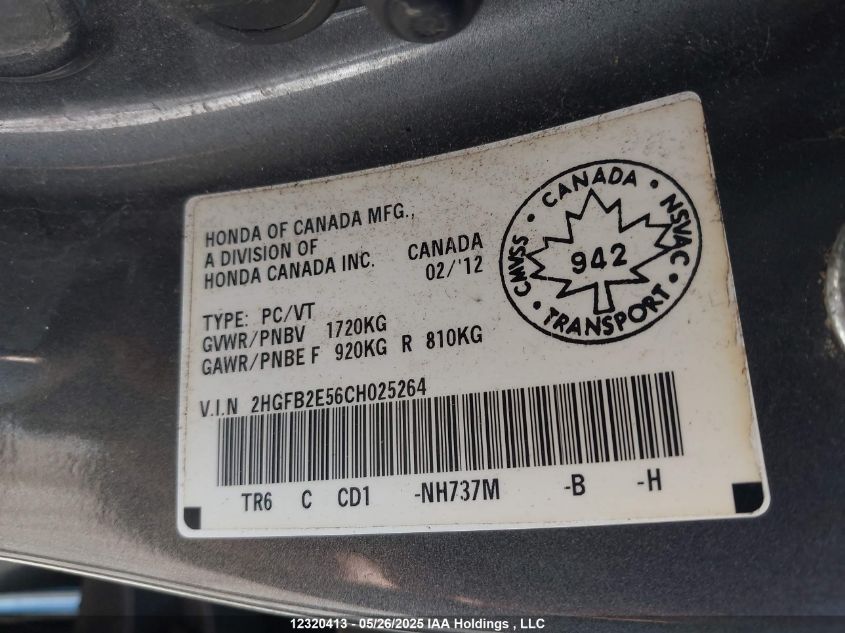 HONDA OF CANADA MFG.,
A DIVISION OF
HONDA CANADA INC.
CANADA
02/'12
TYPE: PC/VT
GVWR/PNBV 1720KG
GAWR/PNBE F 920KG R 810KG
V.I.N 2HGFB2E56CH025264
TR6 C CD1 -NH737M -B -H
CANADA • NSVAC • TRANSPORT • CMVSS •
942
12320413 - 05/26/2025 IAA Holdings , LLC